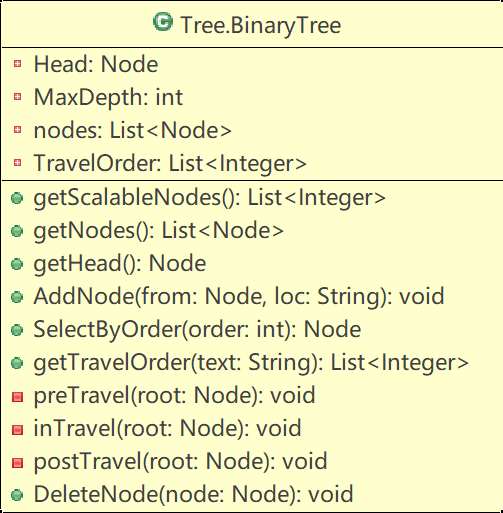 C Tree.BinaryTree
Head: Node
MaxDepth: int
nodes: List<Node>
TravelOrder: List<Integer>
getScalableNodes(): List<Integer>
getNodes(): List<Node>
getHead(): Node
AddNode(from: Node, loc: String): void
SelectByOrder(order: int): Node
getTravelOrder(text: String): List<Integer>
preTravel(root: Node): void
inTravel(root: Node): void
postTravel(root: Node): void
DeleteNode(node: Node): void